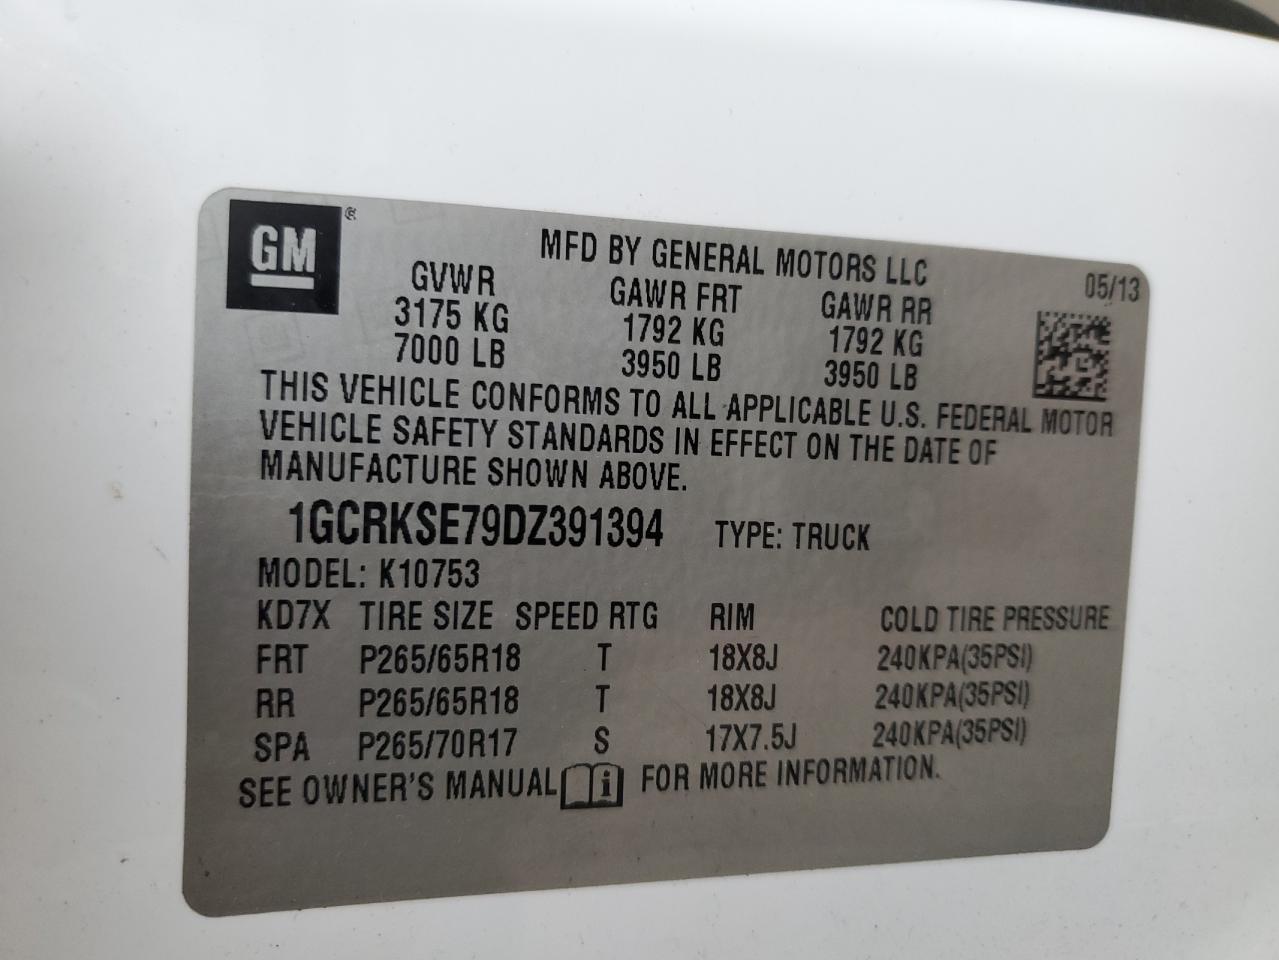 GM®
MFD BY GENERAL MOTORS LLC
05/13
GVWR GAWR FRT GAWR RR
3175 KG 1792 KG 1792 KG
7000 LB 3950 LB 3950 LB
THIS VEHICLE CONFORMS TO ALL APPLICABLE U.S. FEDERAL MOTOR
VEHICLE SAFETY STANDARDS IN EFFECT ON THE DATE OF
MANUFACTURE SHOWN ABOVE.
1GCRKSE79DZ391394 TYPE: TRUCK
MODEL: K10753
KD7X TIRE SIZE SPEED RTG RIM COLD TIRE PRESSURE
FRT P265/65R18 T 18X8J 240KPA(35PSI)
RR P265/65R18 T 18X8J 240KPA(35PSI)
SPA P265/70R17 S 17X7.5J 240KPA(35PSI)
SEE OWNER'S MANUAL i FOR MORE INFORMATION.